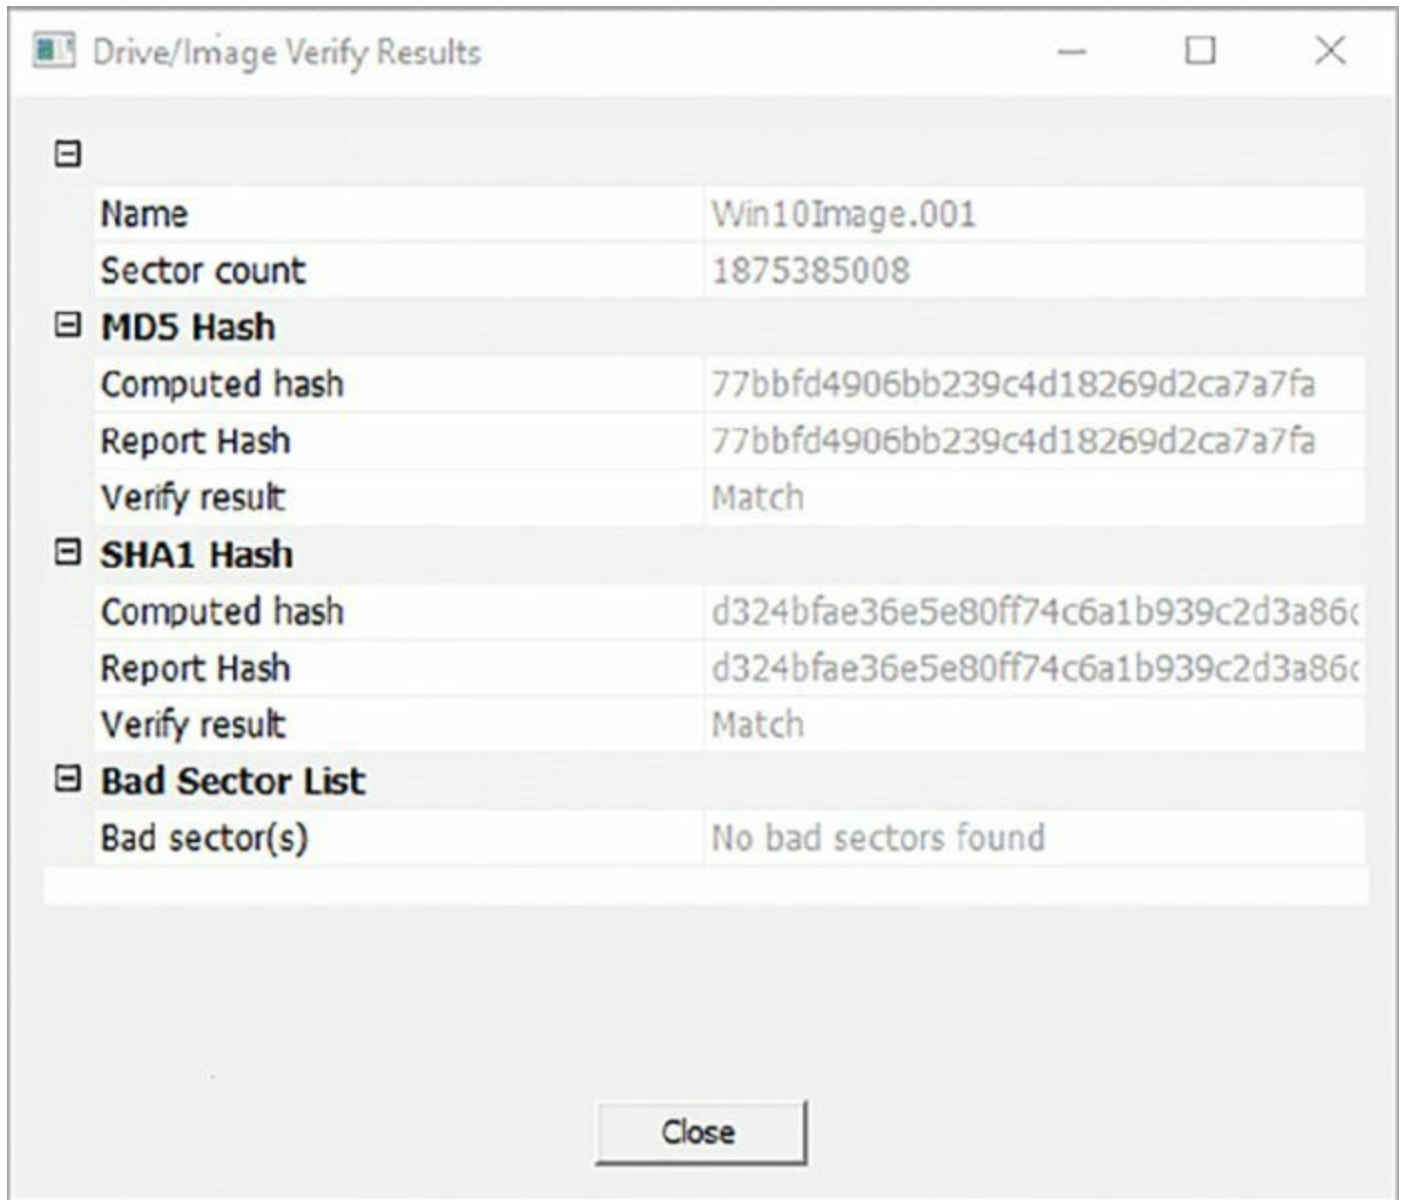 Drive/Image Verify Results
Name Win10Image.001
Sector count 1875385008
MD5 Hash
Computed hash 77bbfd4906bb239c4d18269d2ca7a7fa
Report Hash 77bbfd4906bb239c4d18269d2ca7a7fa
Verify result Match
SHA1 Hash
Computed hash d324bfae36e5e80ff74c6a1b939c2d3a86
Report Hash d324bfae36e5e80ff74c6a1b939c2d3a86
Verify result Match
Bad Sector List
Bad sector(s) No bad sectors found
Close